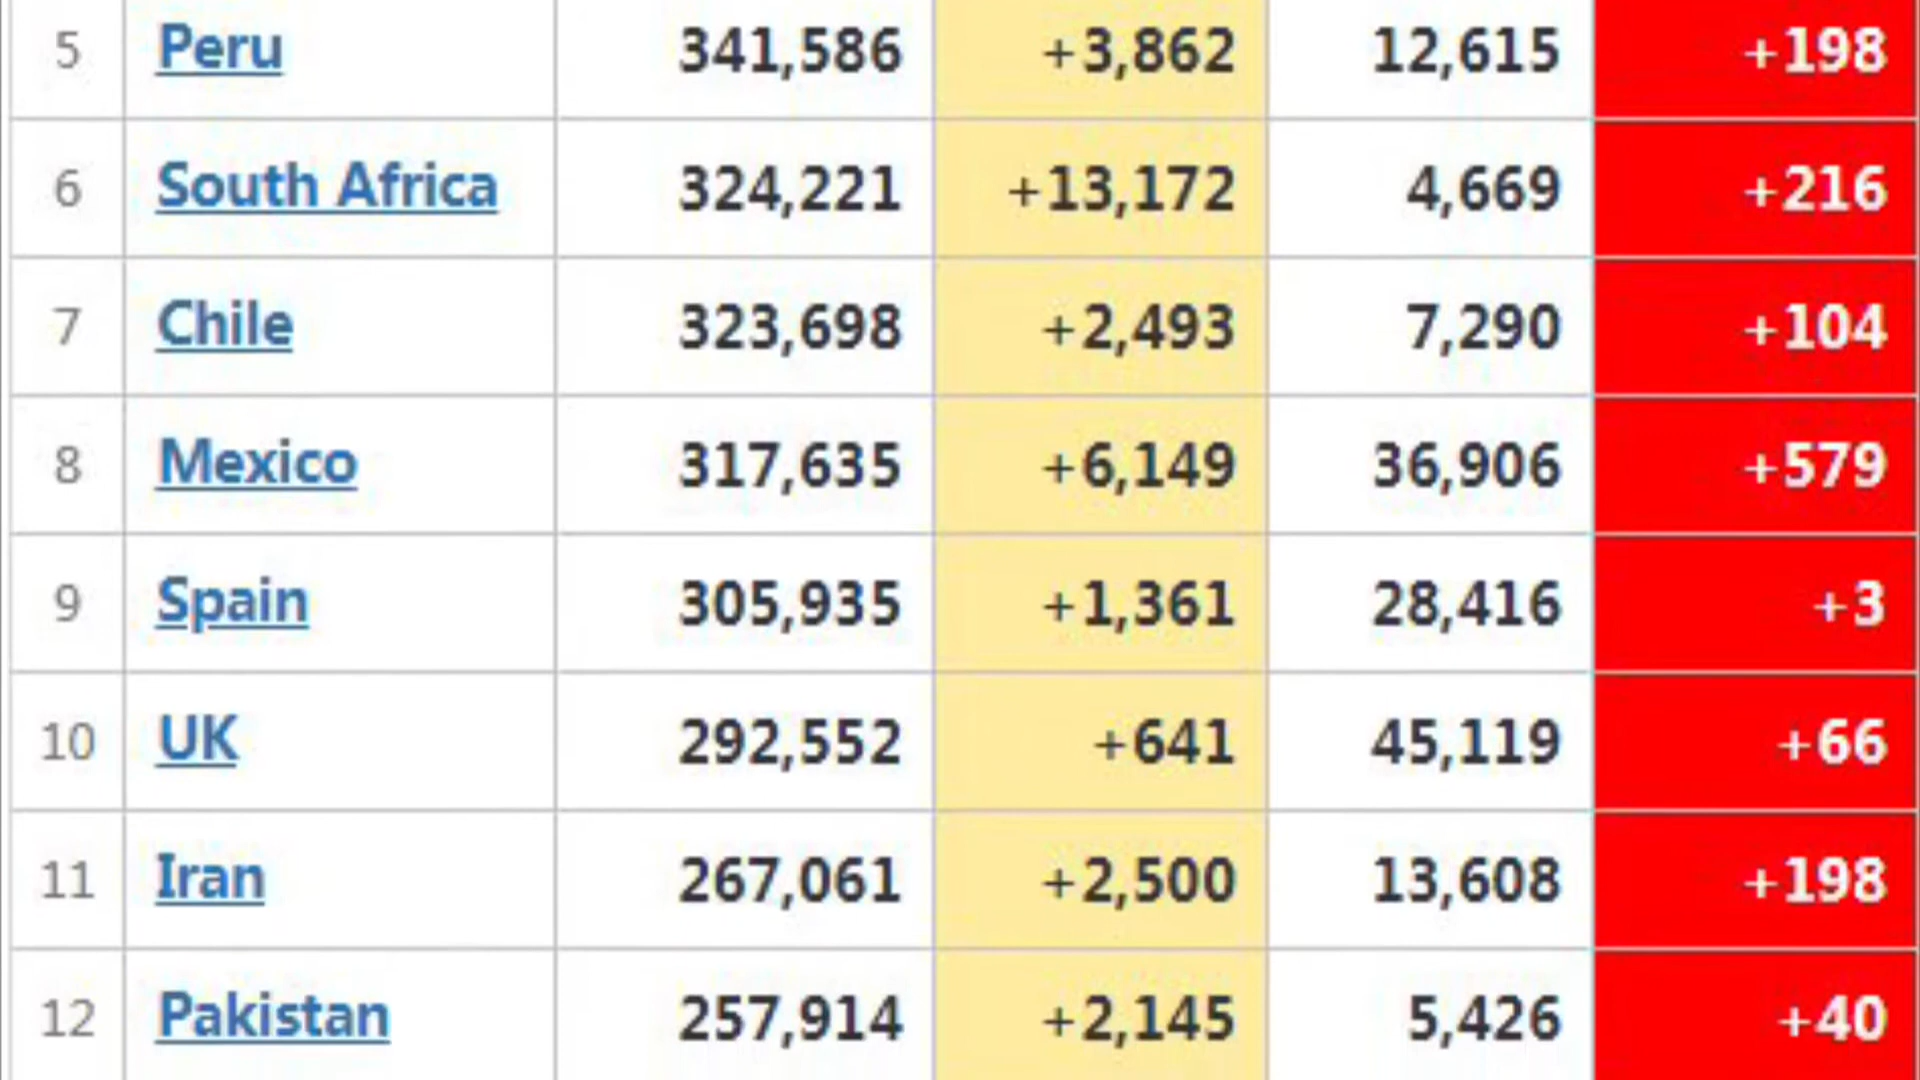 5 Peru 341,586 +3,862 12,615 +198
6 South Africa 324,221 +13,172 4,669 +216
7 Chile 323,698 +2,493 7,290 +104
8 Mexico 317,635 +6,149 36,906 +579
9 Spain 305,935 +1,361 28,416 +3
10 UK 292,552 +641 45,119 +66
11 Iran 267,061 +2,500 13,608 +198
12 Pakistan 257,914 +2,145 5,426 +40